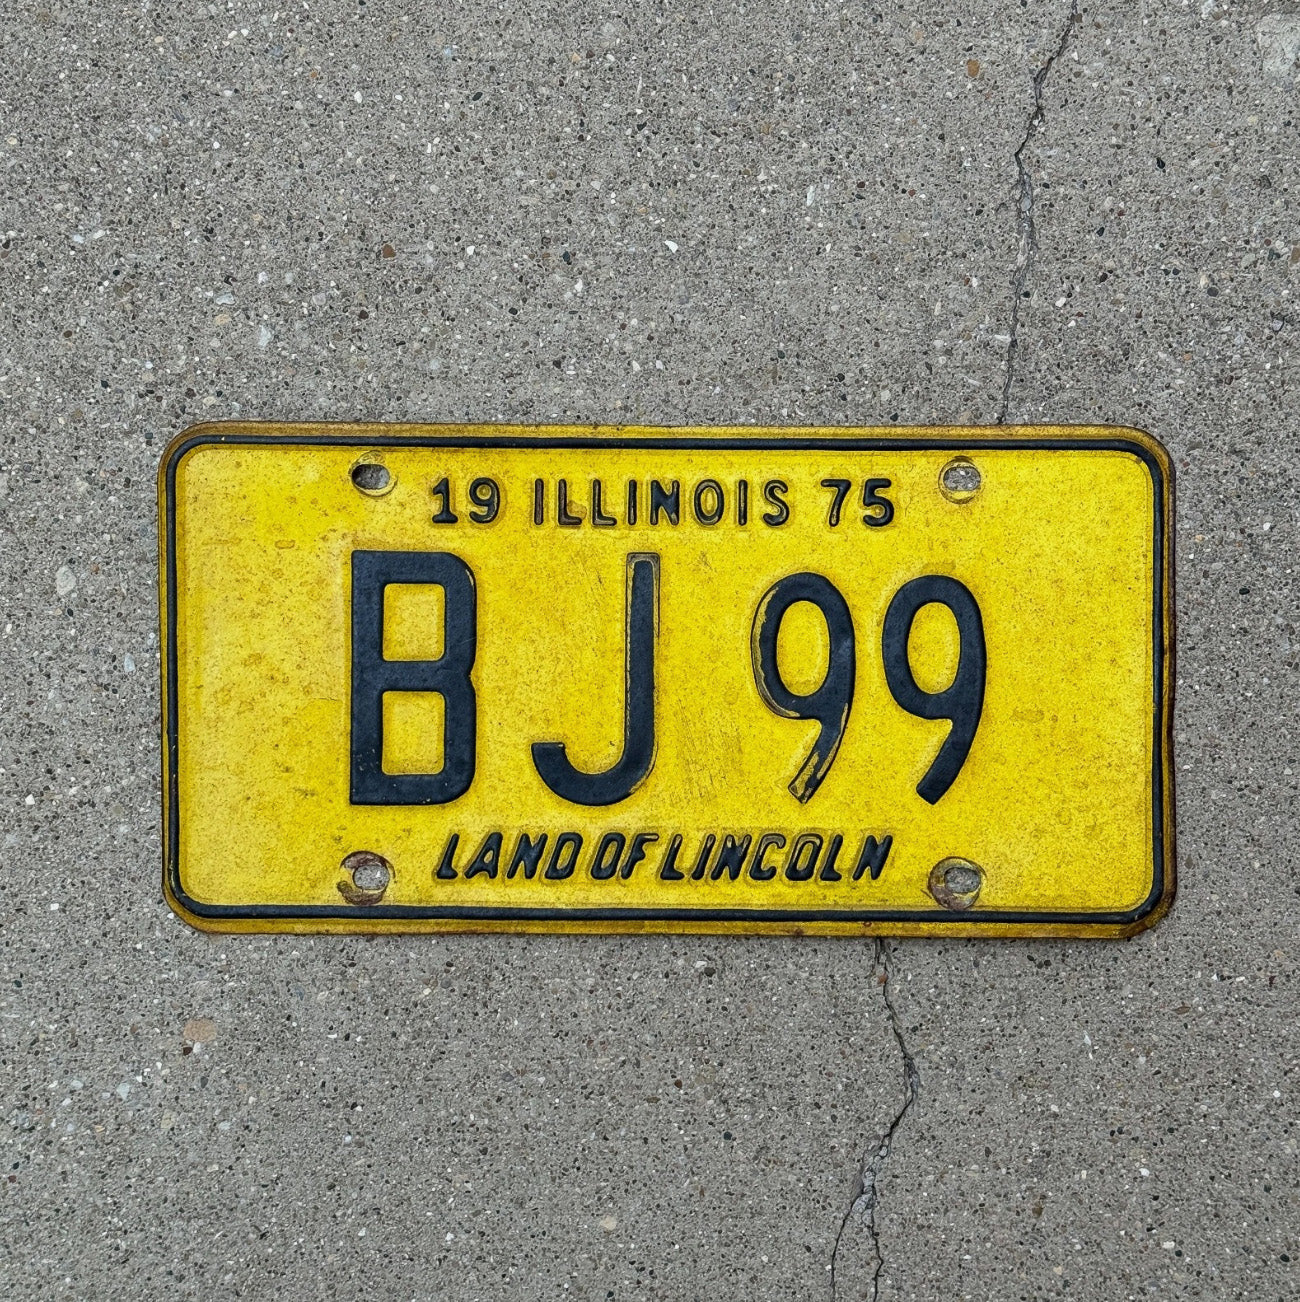 19 ILLINOIS 75
BJ 99
LAND OF LINCOLN